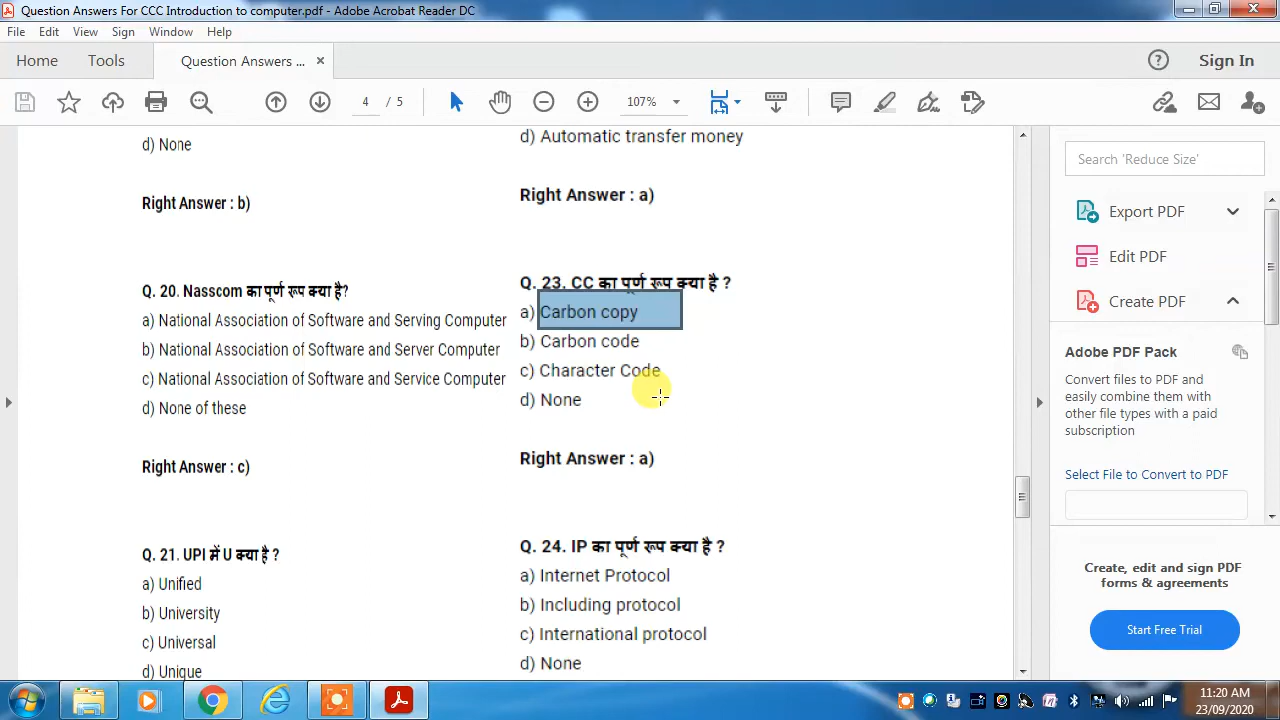 Question Answers For CCC Introduction to computer.pdf - Adobe Acrobat Reader DC
File Edit View Sign Window Help
Home Tools Question Answers ... × ? Sign In
4 / 5 107%
d) None
Right Answer : b)
Q. 20. Nasscom का पूर्ण रूप क्या है?
a) National Association of Software and Serving Computer
b) National Association of Software and Server Computer
c) National Association of Software and Service Computer
d) None of these
Right Answer : c)
Q. 21. UPI में U क्या है ?
a) Unified
b) University
c) Universal
d) Unique
d) Automatic transfer money
Right Answer : a)
Q. 23. CC का पूर्ण रूप क्या है ?
a) Carbon copy
b) Carbon code
c) Character Code
d) None
Right Answer : a)
Q. 24. IP का पूर्ण रूप क्या है ?
a) Internet Protocol
b) Including protocol
c) International protocol
d) None
Search 'Reduce Size'
Export PDF
Edit PDF
Create PDF
Adobe PDF Pack
Convert files to PDF and
easily combine them with
other file types with a paid
subscription
Select File to Convert to PDF
Create, edit and sign PDF
forms & agreements
Start Free Trial
11:20 AM
23/09/2020